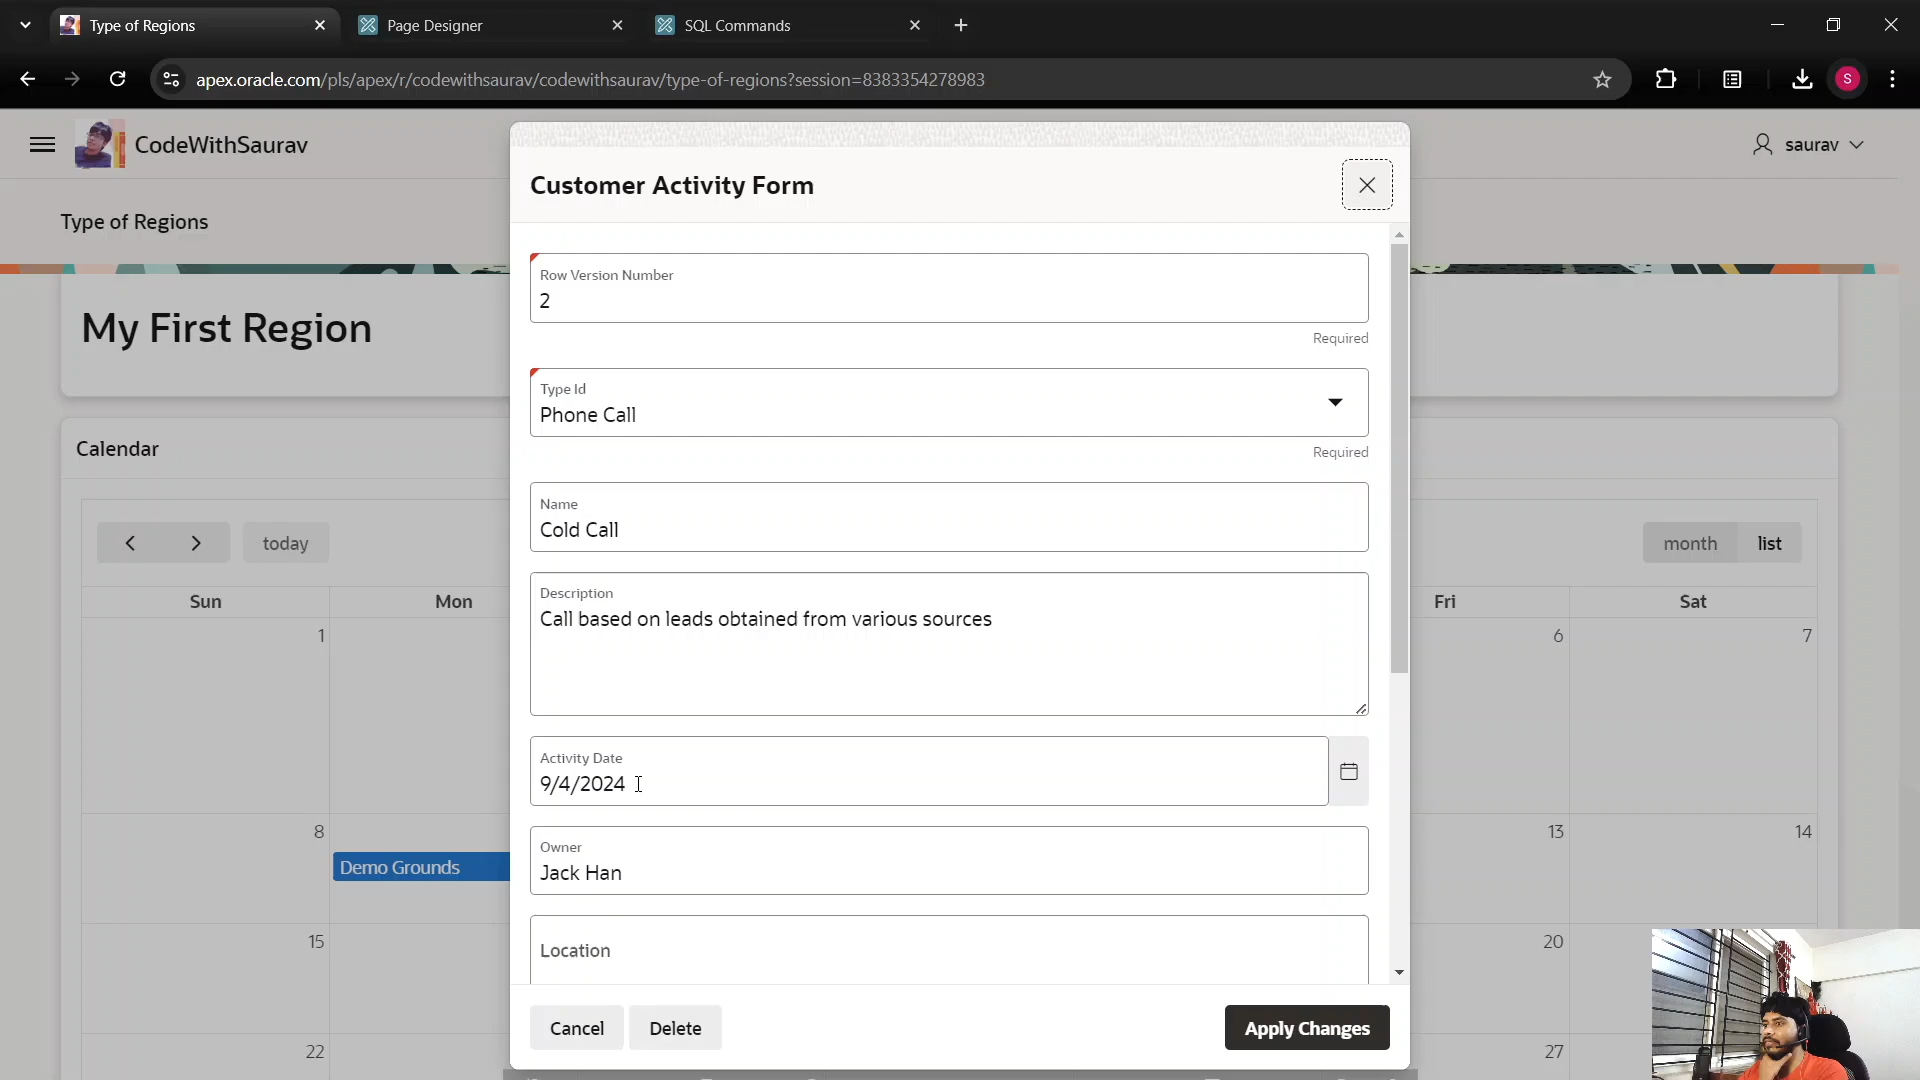 Type of Regions
Page Designer
SQL Commands
apex.oracle.com/pls/apex/r/codewithsaurav/codewithsaurav/type-of-regions?session=8383354278983
S
CodeWithSaurav
saurav
Type of Regions
My First Region
Calendar
today
month
list
Sun
Mon
Fri
Sat
1
6
7
8
13
14
Demo Grounds
15
20
22
27
Customer Activity Form
Row Version Number
2
Required
Type Id
Phone Call
Required
Name
Cold Call
Description
Call based on leads obtained from various sources
Activity Date
9/4/2024
Owner
Jack Han
Location
Cancel
Delete
Apply Changes